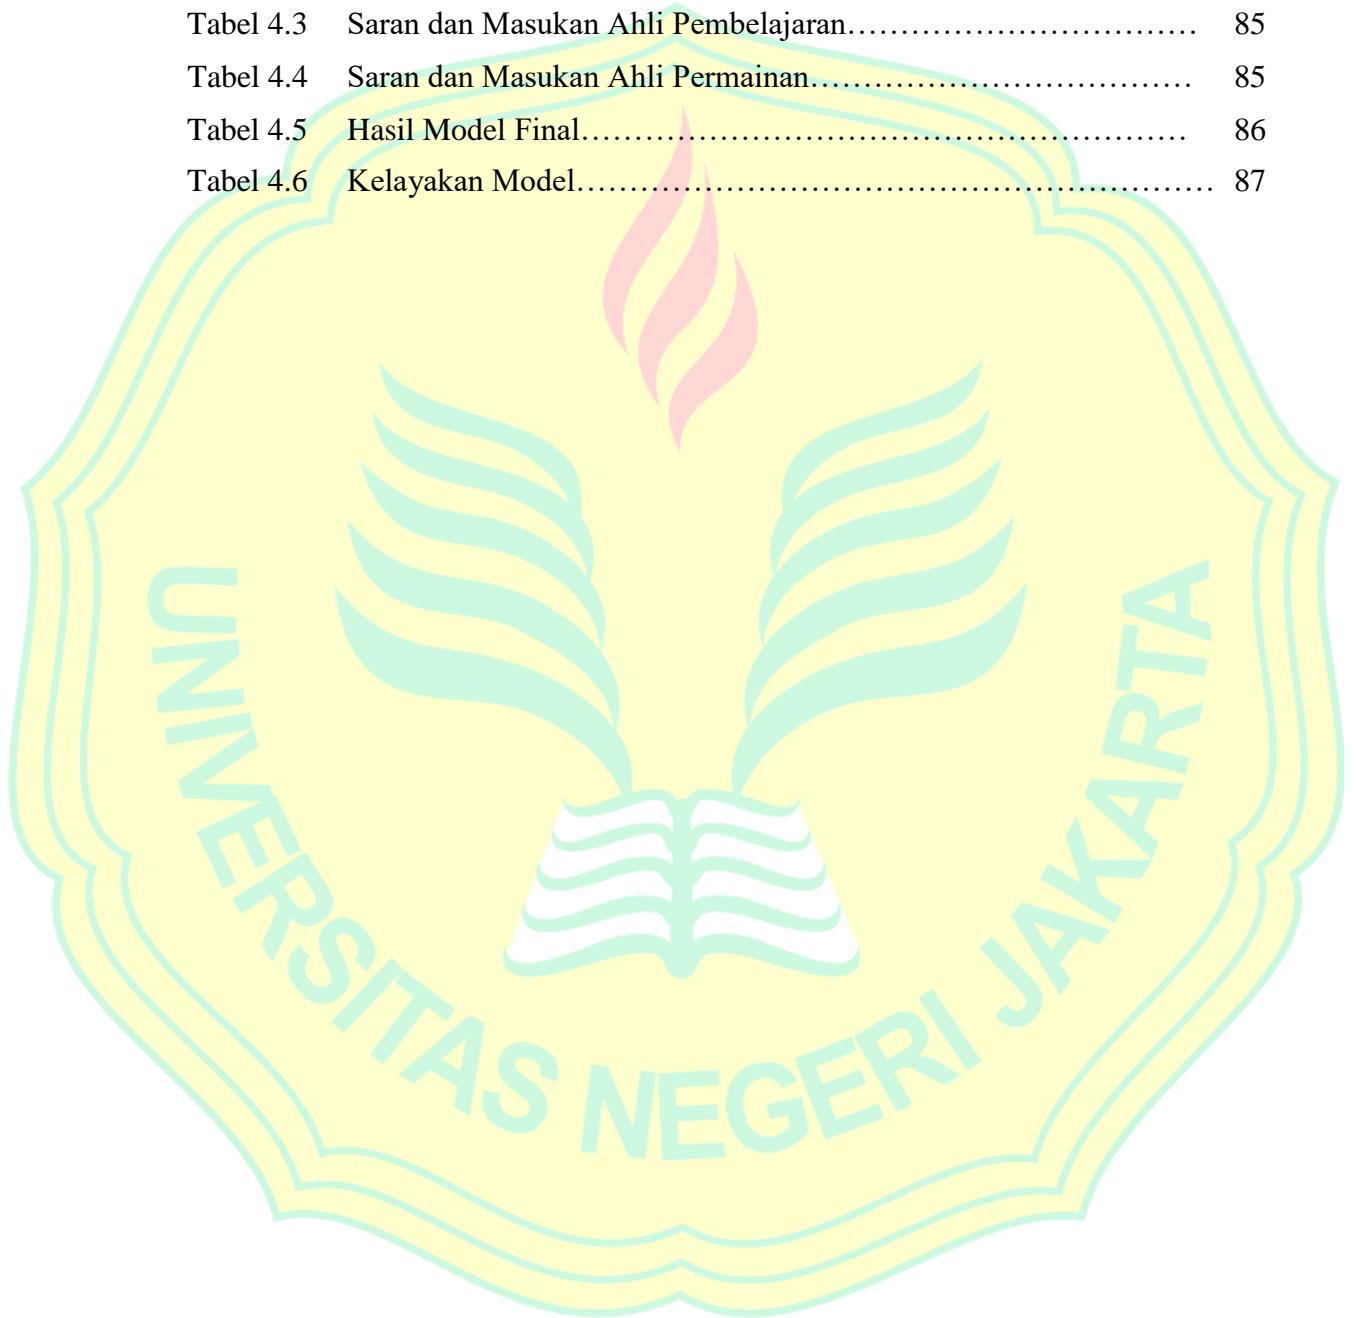 Tabel 4.3 Saran dan Masukan Ahli Pembelajaran…………………………… 85
Tabel 4.4 Saran dan Masukan Ahli Permainan……………………………… 85
Tabel 4.5 Hasil Model Final………………………………………………… 86
Tabel 4.6 Kelayakan Model………………………………………………… 87
UNIVERSITAS NEGERI JAKARTA